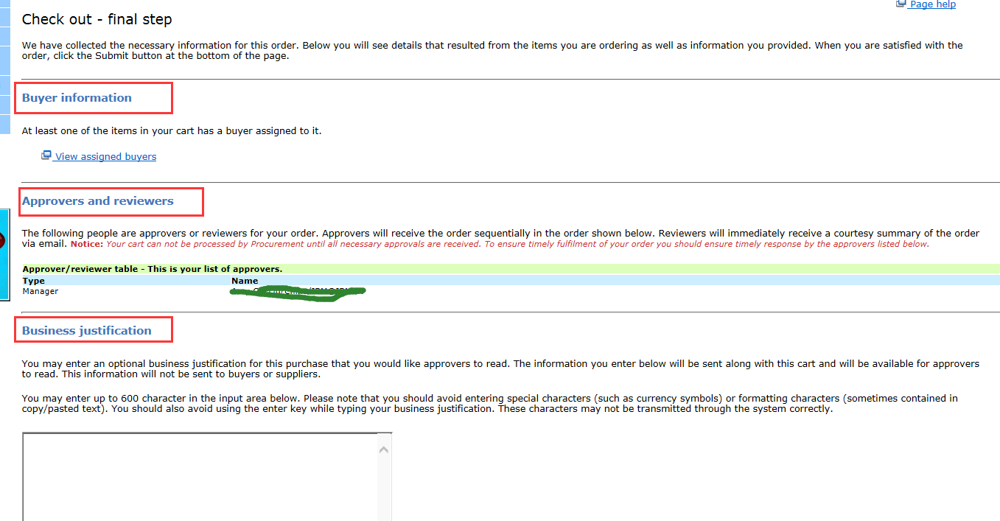 Page help
Check out - final step
We have collected the necessary information for this order. Below you will see details that resulted from the items you are ordering as well as information you provided. When you are satisfied with the
order, click the Submit button at the bottom of the page.
Buyer information
At least one of the items in your cart has a buyer assigned to it.
View assigned buyers
Approvers and reviewers
The following people are approvers or reviewers for your order. Approvers will receive the order sequentially in the order shown below. Reviewers will immediately receive a courtesy summary of the order
via email. Notice: Your cart can not be processed by Procurement until all necessary approvals are received. To ensure timely fulfilment of your order you should ensure timely response by the approvers listed below.
Approver/reviewer table - This is your list of approvers.
Type Name
Manager
Business justification
You may enter an optional business justification for this purchase that you would like approvers to read. The information you enter below will be sent along with this cart and will be available for approvers
to read. This information will not be sent to buyers or suppliers.
You may enter up to 600 character in the input area below. Please note that you should avoid entering special characters (such as currency symbols) or formatting characters (sometimes contained in
copy/pasted text). You should also avoid using the enter key while typing your business justification. These characters may not be transmitted through the system correctly.